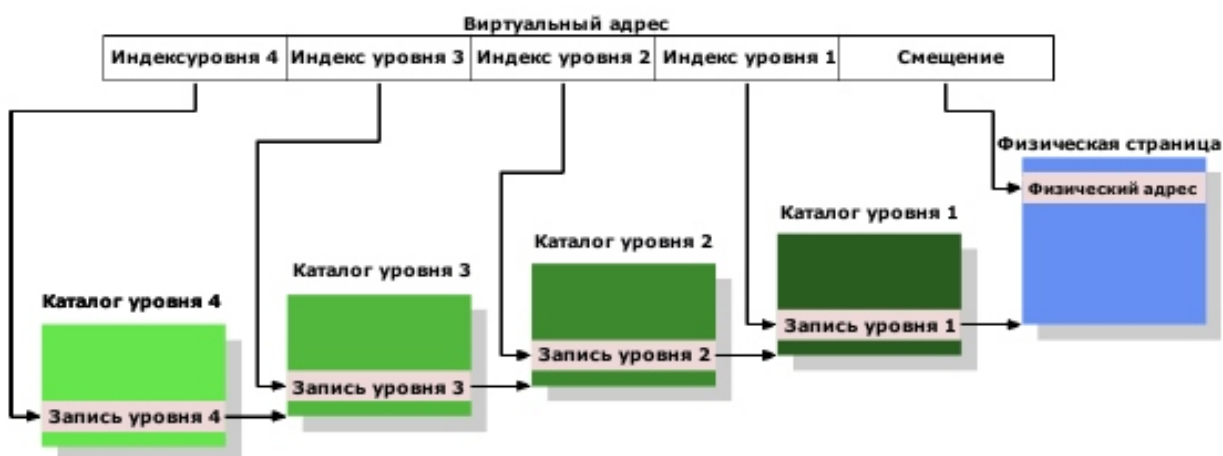 Виртуальный адрес
Индексуровня 4 Индекс уровня 3 Индекс уровня 2 Индекс уровня 1 Смещение
Физическая страница
Физический адрес
Каталог уровня 1
Каталог уровня 2
Каталог уровня 3
Каталог уровня 4
Запись уровня 1
Запись уровня 2
Запись уровня 3
Запись уровня 4